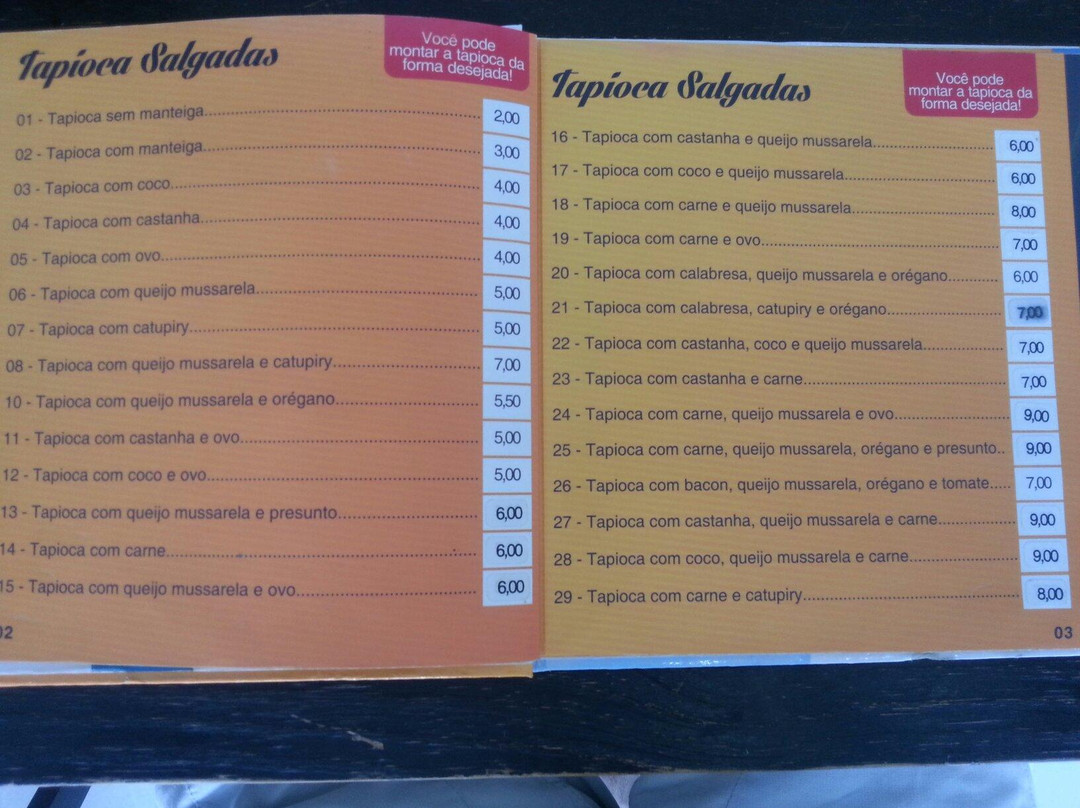 Tapioca Salgadas
Você pode
montar a tapioca da
forma desejada!
01 - Tapioca sem manteiga 2,00
02 - Tapioca com manteiga 3,00
03 - Tapioca com coco 4,00
04 - Tapioca com castanha 4,00
05 - Tapioca com ovo 4,00
06 - Tapioca com queijo mussarela 5,00
07 - Tapioca com catupiry 5,00
08 - Tapioca com queijo mussarela e catupiry 7,00
10 - Tapioca com queijo mussarela e orégano 5,50
11 - Tapioca com castanha e ovo 5,00
12 - Tapioca com coco e ovo 5,00
13 - Tapioca com queijo mussarela e presunto 6,00
14 - Tapioca com carne 6,00
15 - Tapioca com queijo mussarela e ovo 6,00
02
Tapioca Salgadas
Você pode
montar a tapioca da
forma desejada!
16 - Tapioca com castanha e queijo mussarela 6,00
17 - Tapioca com coco e queijo mussarela 6,00
18 - Tapioca com carne e queijo mussarela 8,00
19 - Tapioca com carne e ovo 7,00
20 - Tapioca com calabresa, queijo mussarela e orégano 6,00
21 - Tapioca com calabresa, catupiry e orégano 7,00
22 - Tapioca com castanha, coco e queijo mussarela 7,00
23 - Tapioca com castanha e carne 7,00
24 - Tapioca com carne, queijo mussarela e ovo 9,00
25 - Tapioca com carne, queijo mussarela, orégano e presunto 9,00
26 - Tapioca com bacon, queijo mussarela, orégano e tomate 7,00
27 - Tapioca com castanha, queijo mussarela e carne 9,00
28 - Tapioca com coco, queijo mussarela e carne 9,00
29 - Tapioca com carne e catupiry 8,00
03